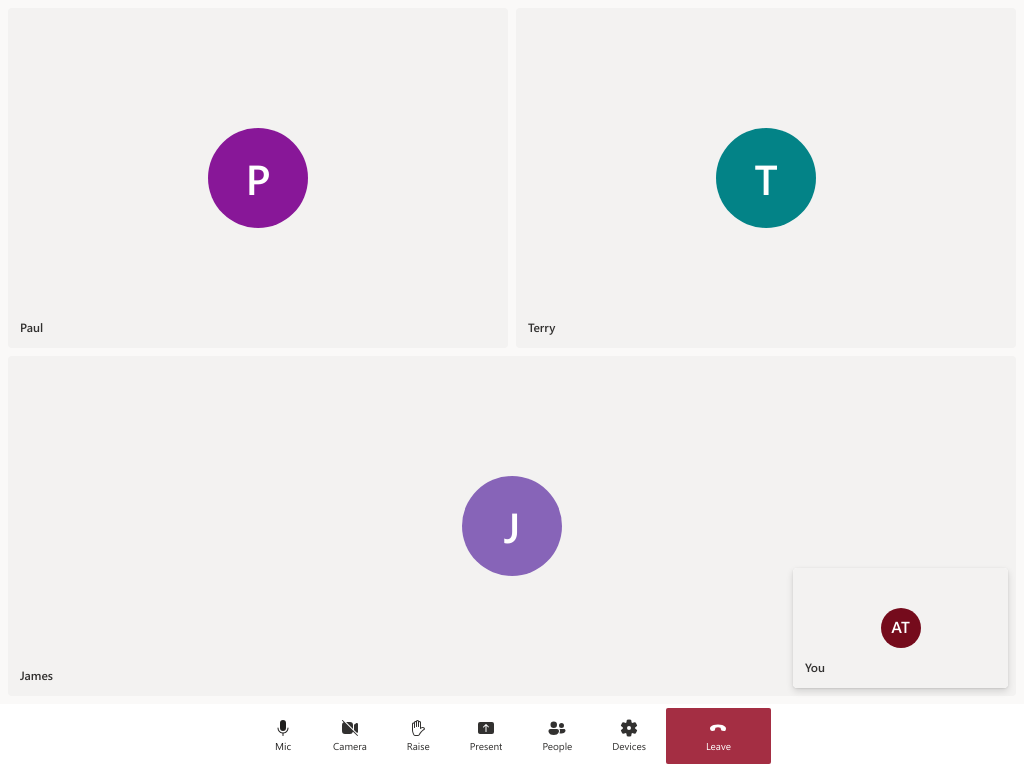 P
T
Paul
Terry
J
AT
You
James
Mic
Camera
Raise
Present
People
Devices
Leave